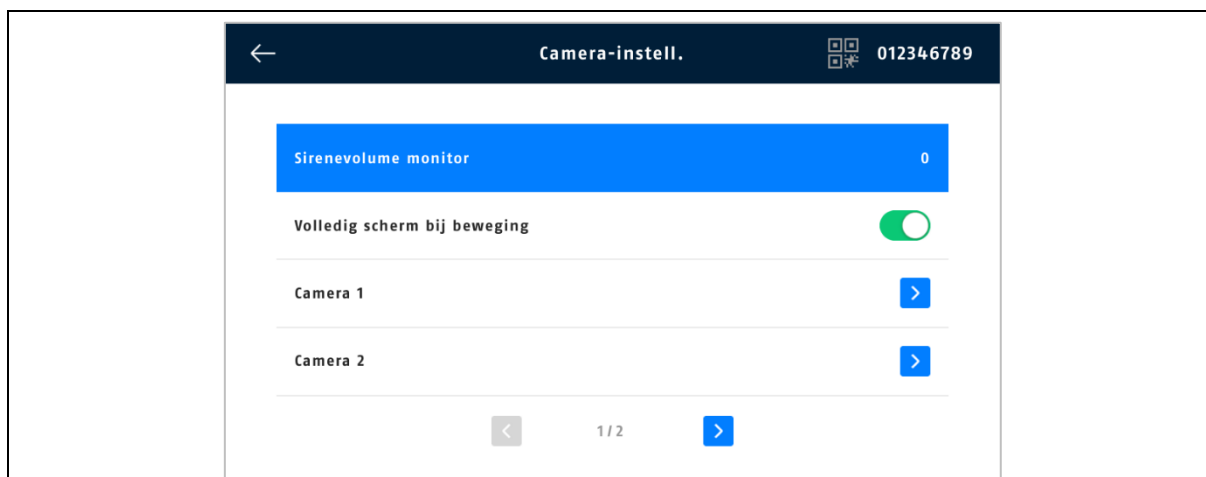 Camera-instell.
012346789
Sirenevolume monitor 0
Volledig scherm bij beweging
Camera 1
Camera 2
1/2